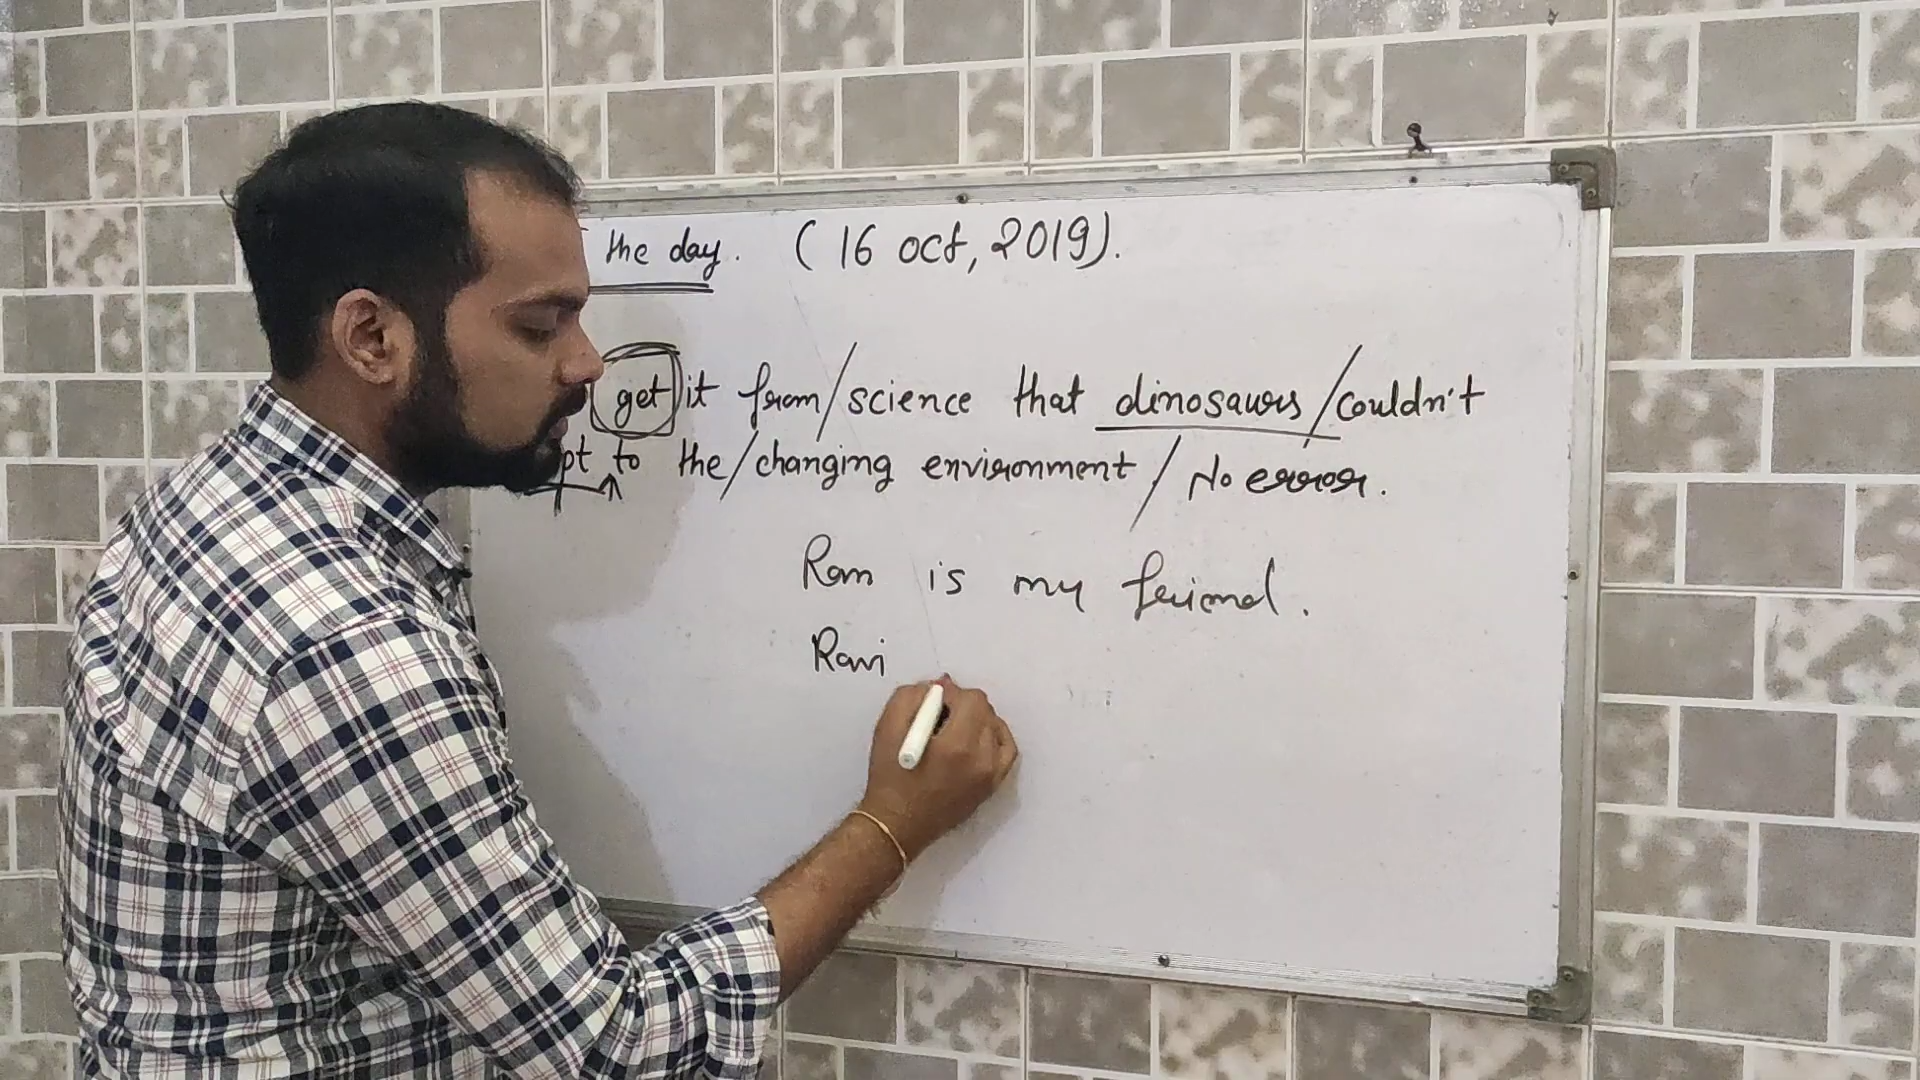 the day. (16 oct, 2019).
get it from/science that dinosaurs/couldn't
pt to the/changing environment/No error.
Ram is my friend.
Ravi